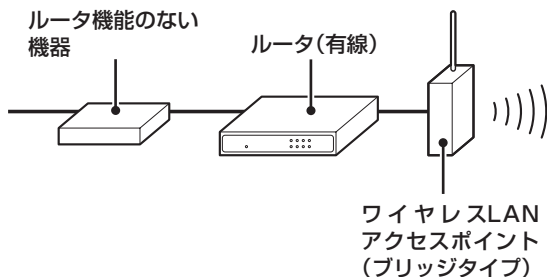 ルータ機能のない
機器
ルータ(有線)
ワイヤレスLAN
アクセスポイント
(ブリッジタイプ)